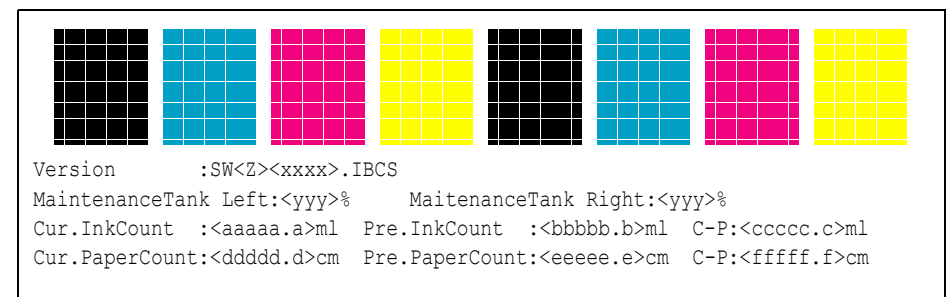 Version        :SW<Z><xxxx>.IBCS
MaintenanceTank Left:<yyy>%     MaitenanceTank Right:<yyy>%
Cur.InkCount  :<aaaaa.a>ml  Pre.InkCount  :<bbbbb.b>ml  C-P:<ccccc.c>ml
Cur.PaperCount:<ddddd.d>cm  Pre.PaperCount:<eeeee.e>cm  C-P:<fffff.f>cm